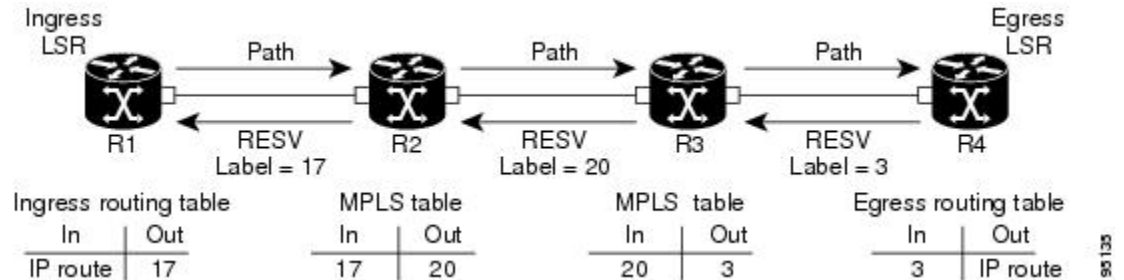 Ingress
LSR
Egress
LSR
Path
Path
Path
R1
RESV
Label = 17
R2
RESV
Label = 20
R3
RESV
Label = 3
R4
Ingress routing table
In Out
IP route 17
MPLS table
In Out
17 20
MPLS table
In Out
20 3
Egress routing table
In Out
3 IP route
95135